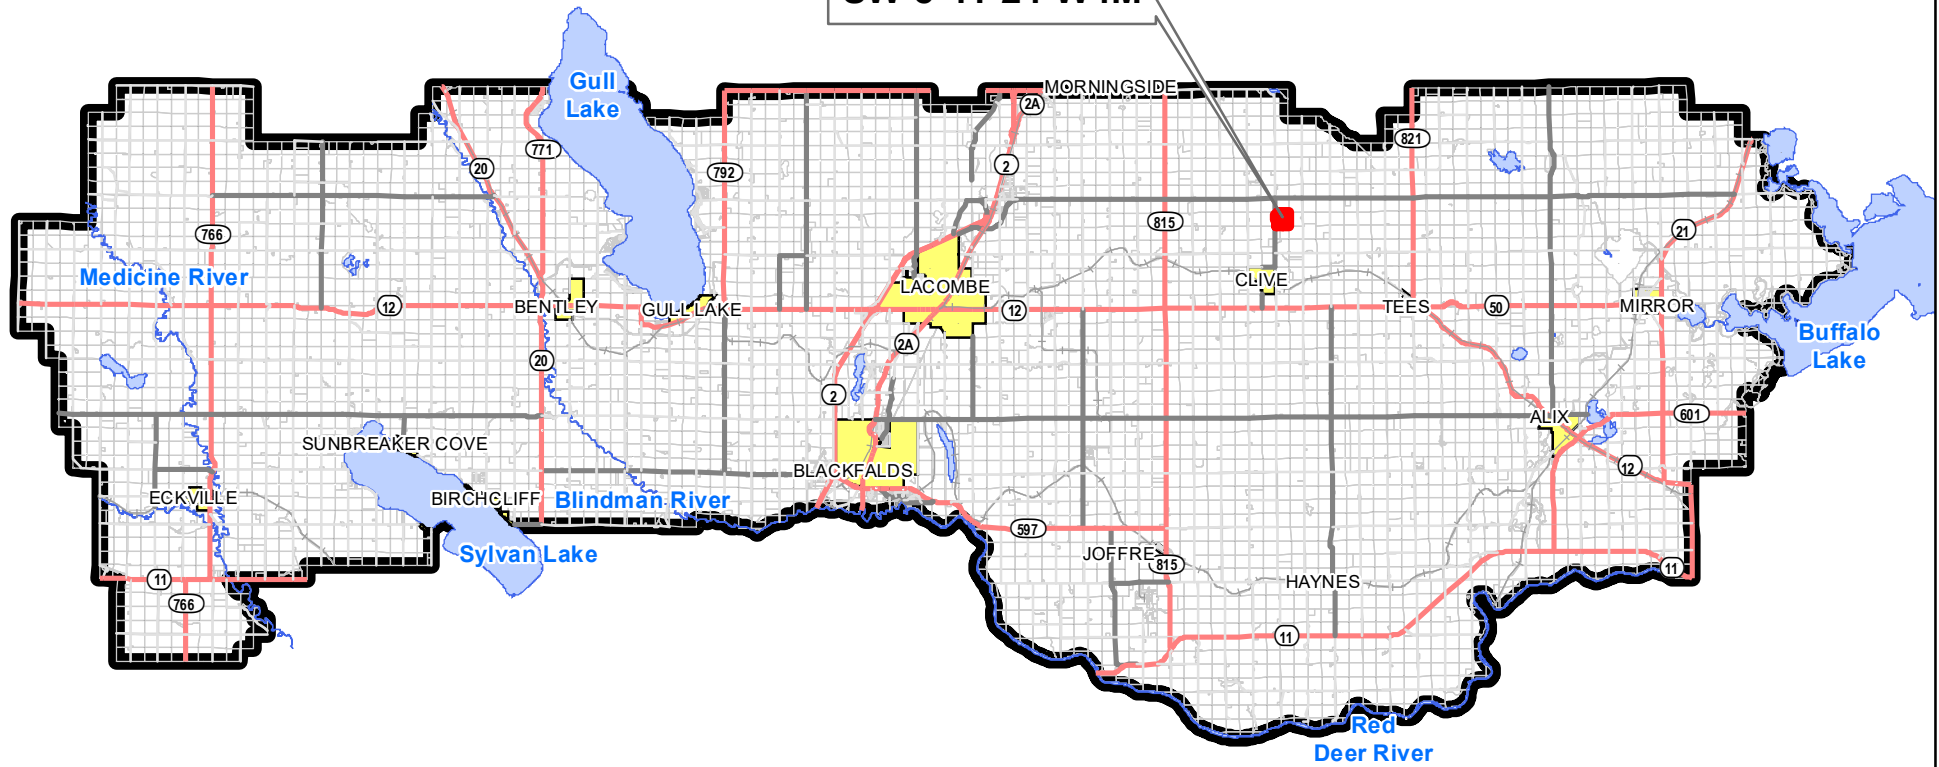 MORNINGSIDE
Gull
Lake
2A
821
771
20
792
2
766
815
21
Medicine River
CLIVE
LACOMBE
12
BENTLEY
GULL LAKE
12
TEES
50
MIRROR
Buffalo
Lake
20
2A
2
601
ALIX
SUNBREAKER COVE
12
BLACKFALDS
ECKVILLE
BIRCHCLIFF
Blindman River
597
Sylvan Lake
JOFFRE
815
11
HAYNES
11
766
11
Red
Deer River